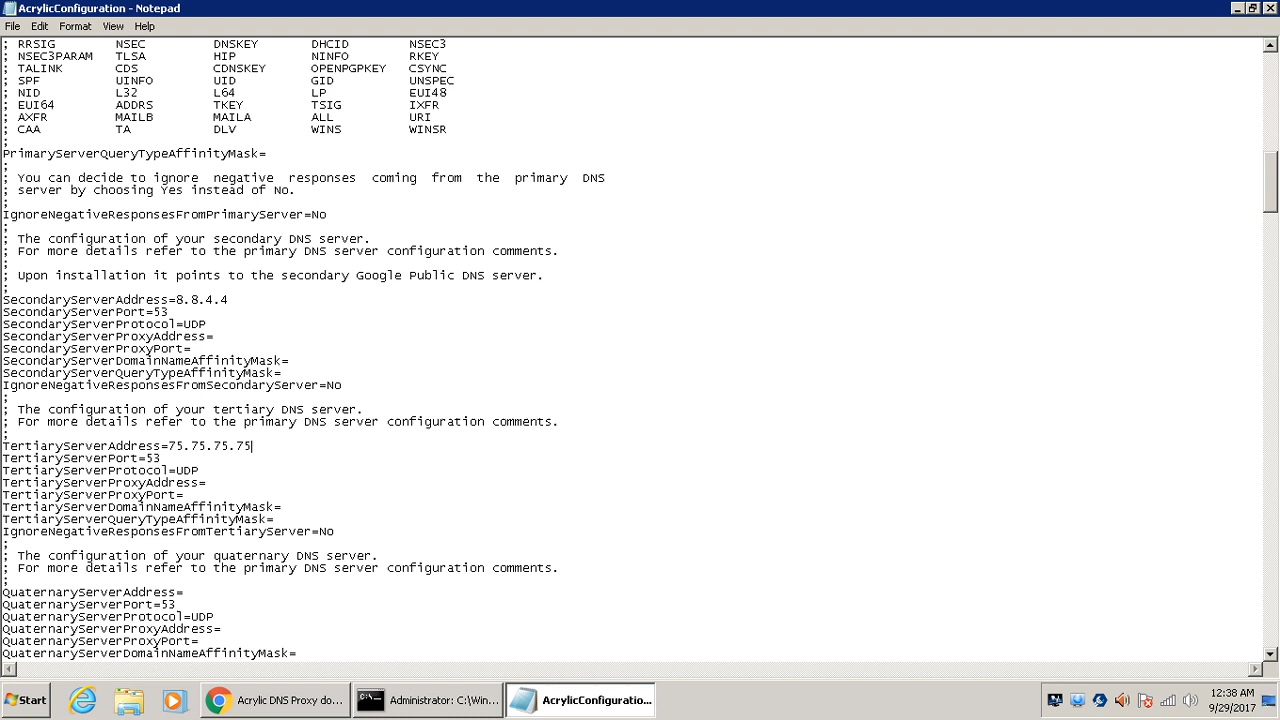 AcrylicConfiguration - Notepad
File Edit Format View Help
; RRSIG NSEC DNSKEY DHCID NSEC3
; NSEC3PARAM TLSA HIP NINFO RKEY
; TALINK CDS CDNSKEY OPENPGPKEY CSYNC
; SPF UINFO UID GID UNSPEC
; NID L32 L64 LP EUI48
; EUI64 ADDRS TKEY TSIG IXFR
; AXFR MAILB MAILA ALL URI
; CAA TA DLV WINS WINSR
;
PrimaryServerQueryTypeAffinityMask=
;
; You can decide to ignore negative responses coming from the primary DNS
; server by choosing Yes instead of No.
;
IgnoreNegativeResponsesFromPrimaryServer=No
;
; The configuration of your secondary DNS server.
; For more details refer to the primary DNS server configuration comments.
;
; Upon installation it points to the secondary Google Public DNS server.
;
SecondaryServerAddress=8.8.4.4
SecondaryServerPort=53
SecondaryServerProtocol=UDP
SecondaryServerProxyAddress=
SecondaryServerProxyPort=
SecondaryServerDomainNameAffinityMask=
SecondaryServerQueryTypeAffinityMask=
IgnoreNegativeResponsesFromSecondaryServer=No
;
; The configuration of your tertiary DNS server.
; For more details refer to the primary DNS server configuration comments.
;
TertiaryServerAddress=75.75.75.75
TertiaryServerPort=53
TertiaryServerProtocol=UDP
TertiaryServerProxyAddress=
TertiaryServerProxyPort=
TertiaryServerDomainNameAffinityMask=
TertiaryServerQueryTypeAffinityMask=
IgnoreNegativeResponsesFromTertiaryServer=No
;
; The configuration of your quaternary DNS server.
; For more details refer to the primary DNS server configuration comments.
;
QuaternaryServerAddress=
QuaternaryServerPort=53
QuaternaryServerProtocol=UDP
QuaternaryServerProxyAddress=
QuaternaryServerProxyPort=
QuaternaryServerDomainNameAffinityMask=
Start
Acrylic DNS Proxy do...
Administrator: C:\Win...
AcrylicConfiguratio...
12:38 AM
9/29/2017